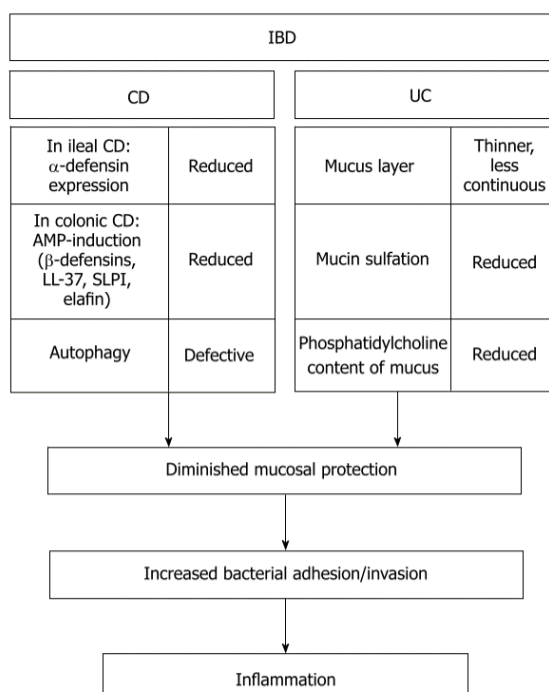 IBD
CD
UC
In ileal CD:
α-defensin
expression
Reduced
In colonic CD:
AMP-induction
(β-defensins,
LL-37, SLPI,
elafin)
Reduced
Autophagy
Defective
Mucus layer
Thinner,
less
continuous
Mucin sulfation
Reduced
Phosphatidylcholine
content of mucus
Reduced
Diminished mucosal protection
Increased bacterial adhesion/invasion
Inflammation